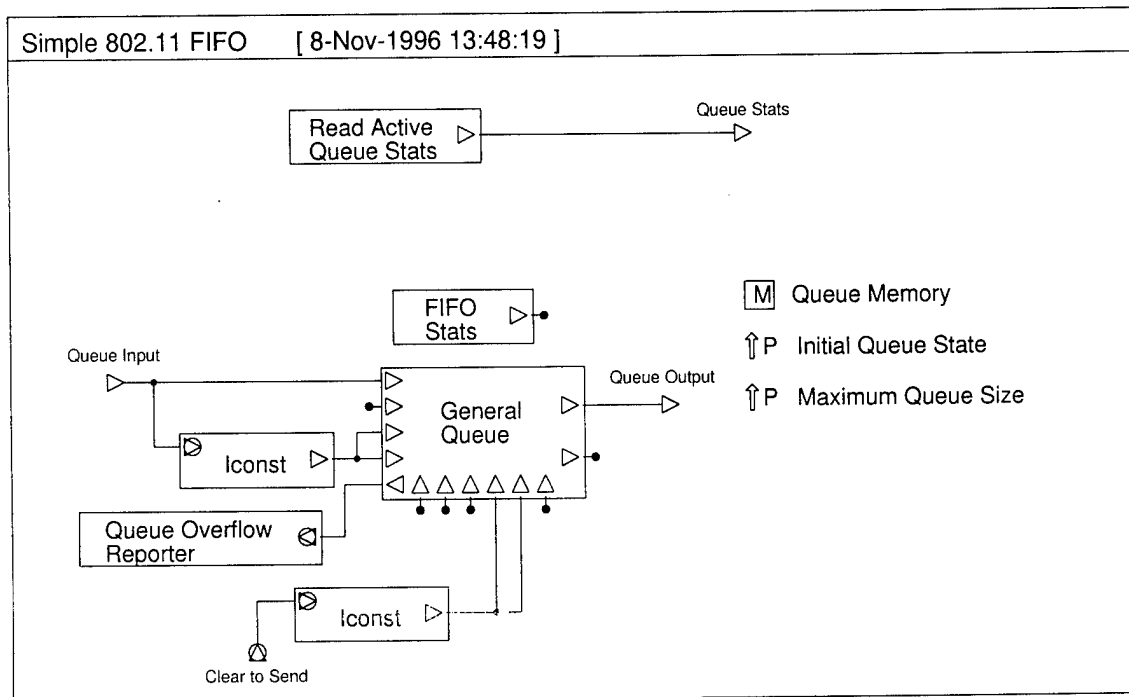 Simple 802.11 FIFO [ 8-Nov-1996 13:48:19 ]
Queue Stats
Read Active
Queue Stats
FIFO
Stats
M Queue Memory
⇧P Initial Queue State
⇧P Maximum Queue Size
Queue Input
General
Queue
Queue Output
Iconst
Queue Overflow
Reporter
Iconst
Clear to Send